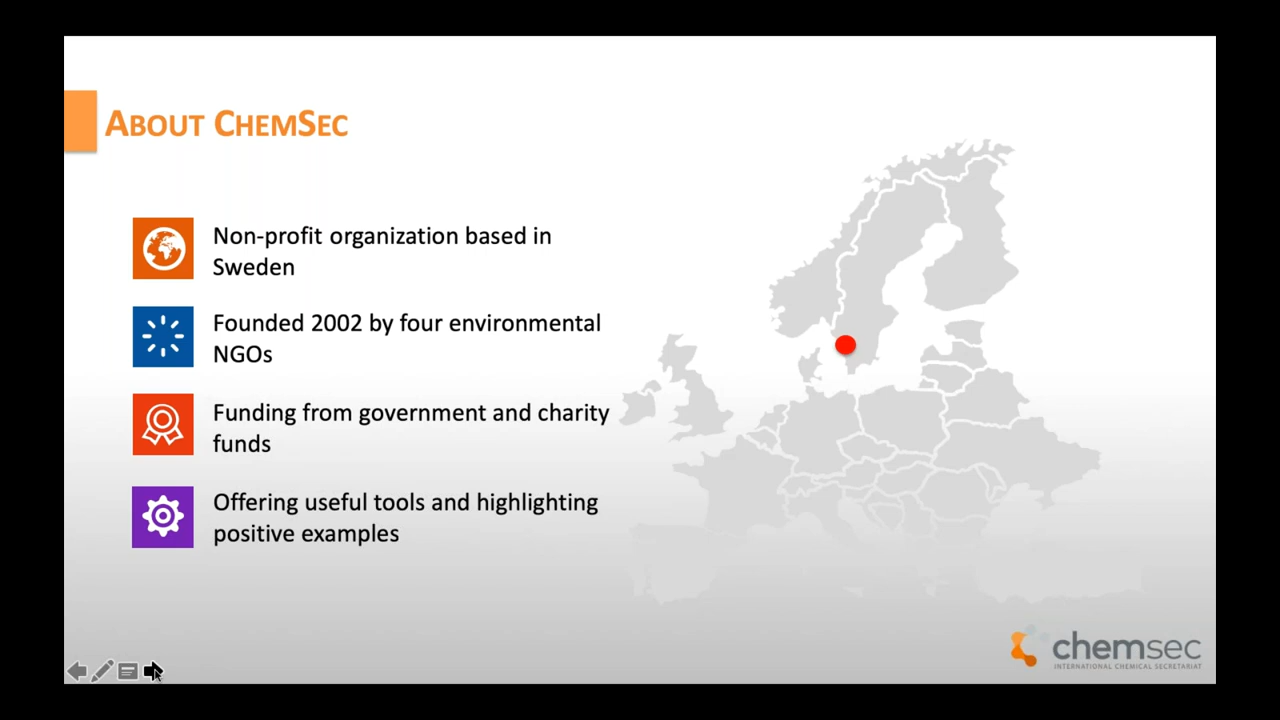 ABOUT CHEMSEC
Non-profit organization based in
Sweden
Founded 2002 by four environmental
NGOs
Funding from government and charity
funds
Offering useful tools and highlighting
positive examples
chemsec
INTERNATIONAL CHEMICAL SECRETARIAT